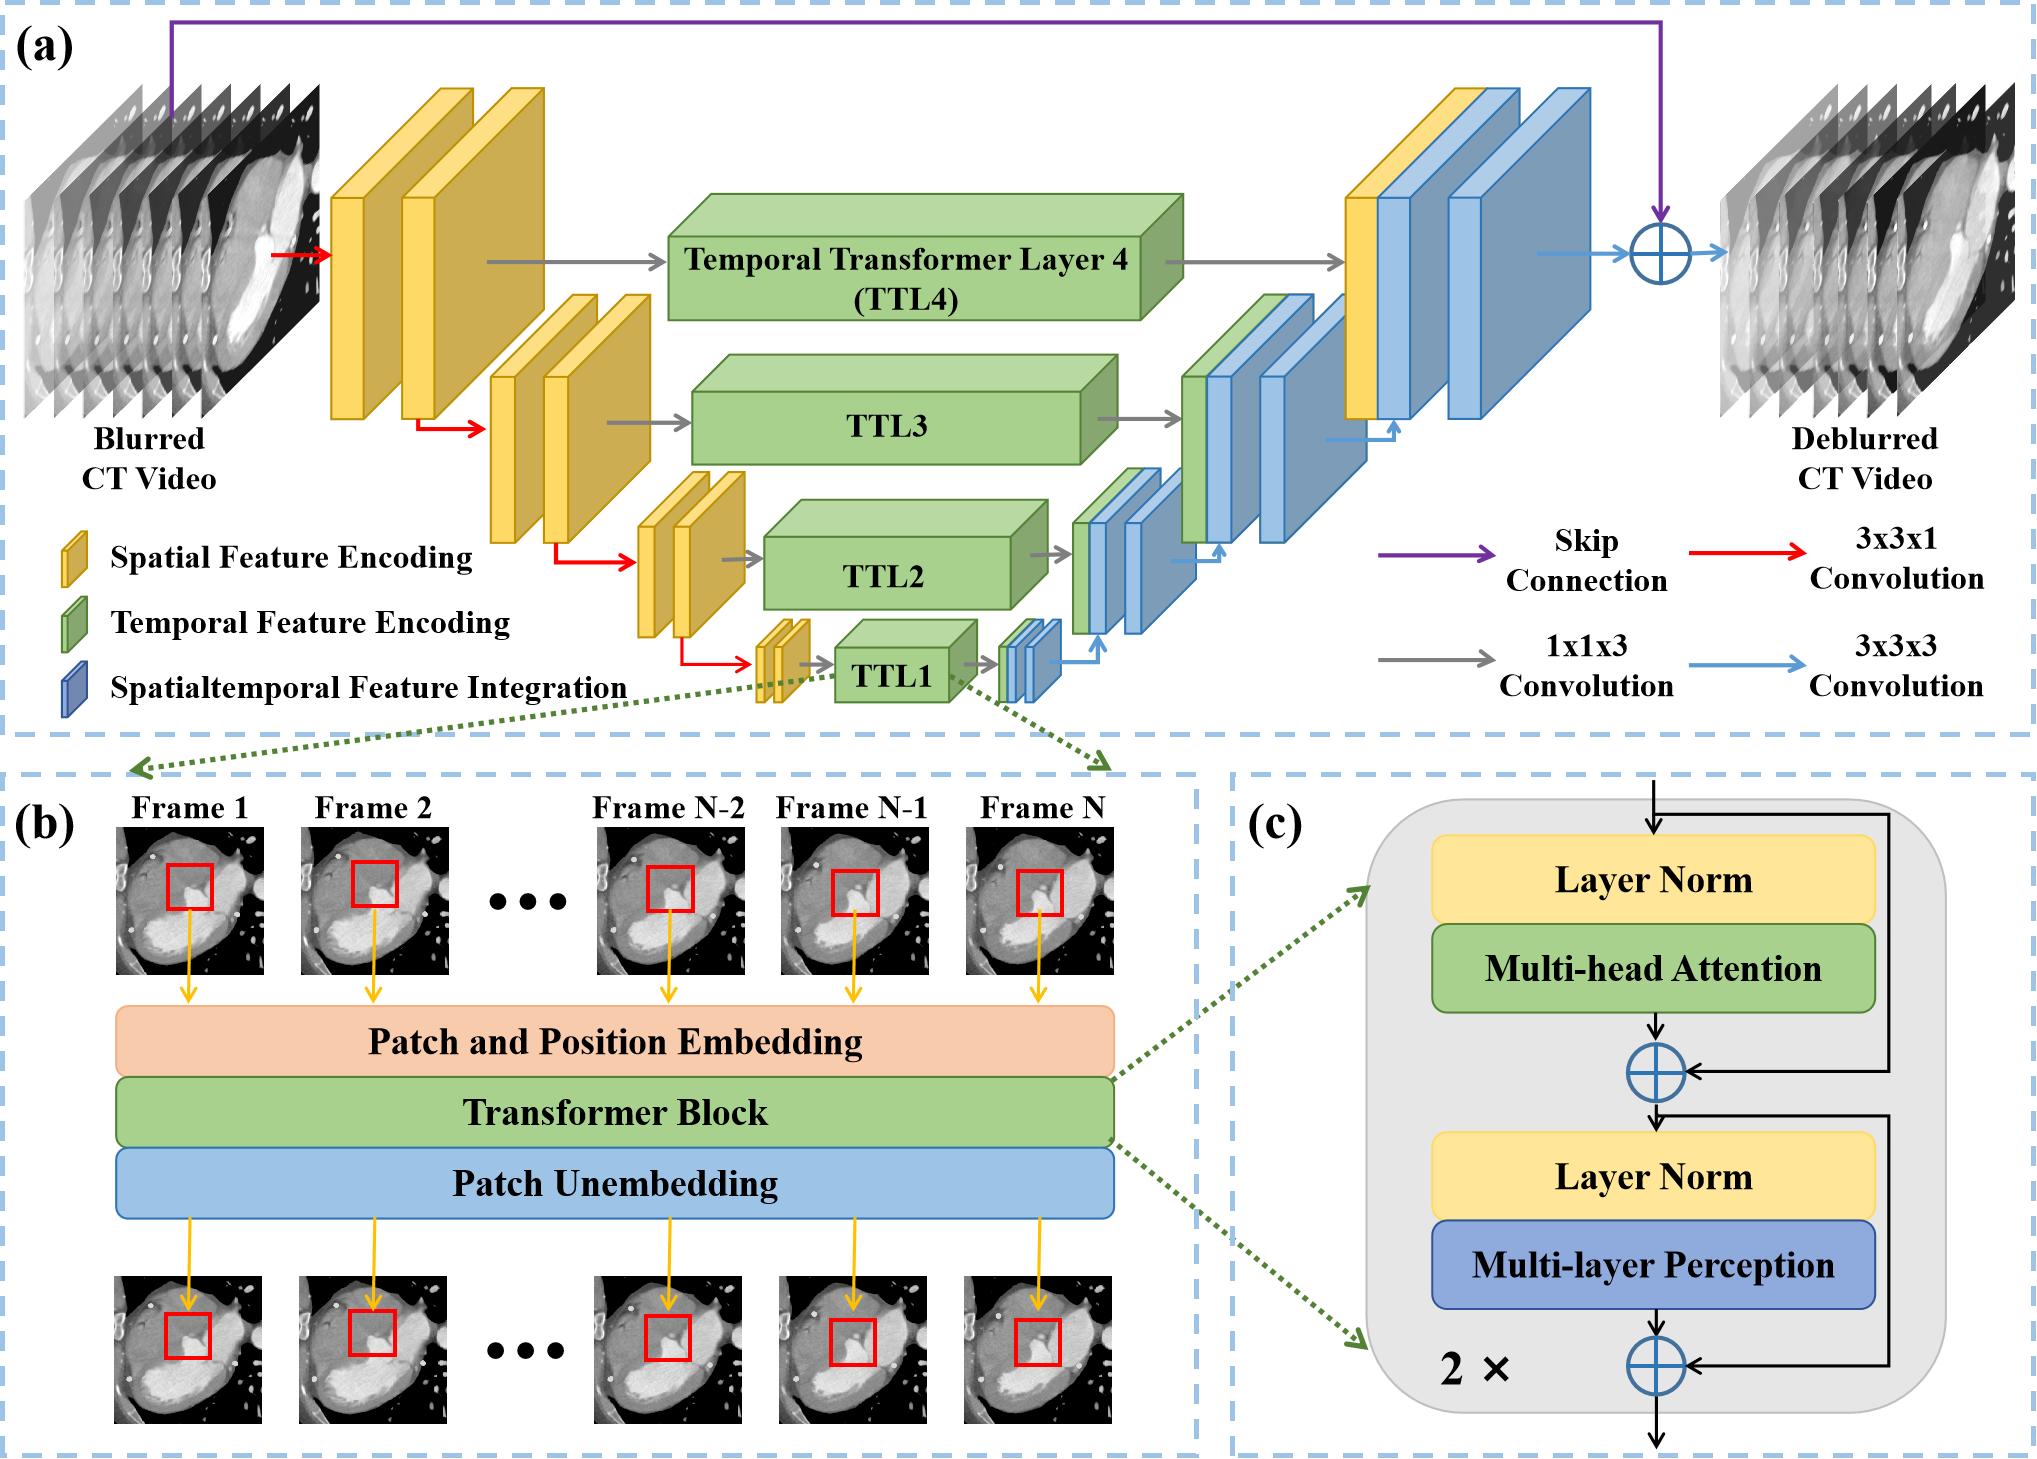 (a)
Temporal Transformer Layer 4
(TTL4)
TTL3
TTL2
TTL1
Blurred
CT Video
Deblurred
CT Video
Spatial Feature Encoding
Temporal Feature Encoding
Spatialtemporal Feature Integration
Skip
Connection
3x3x1
Convolution
1x1x3
Convolution
3x3x3
Convolution
(b)
Frame 1
Frame 2
Frame N-2
Frame N-1
Frame N
Patch and Position Embedding
Transformer Block
Patch Unembedding
(c)
Layer Norm
Multi-head Attention
Layer Norm
Multi-layer Perception
2 ×